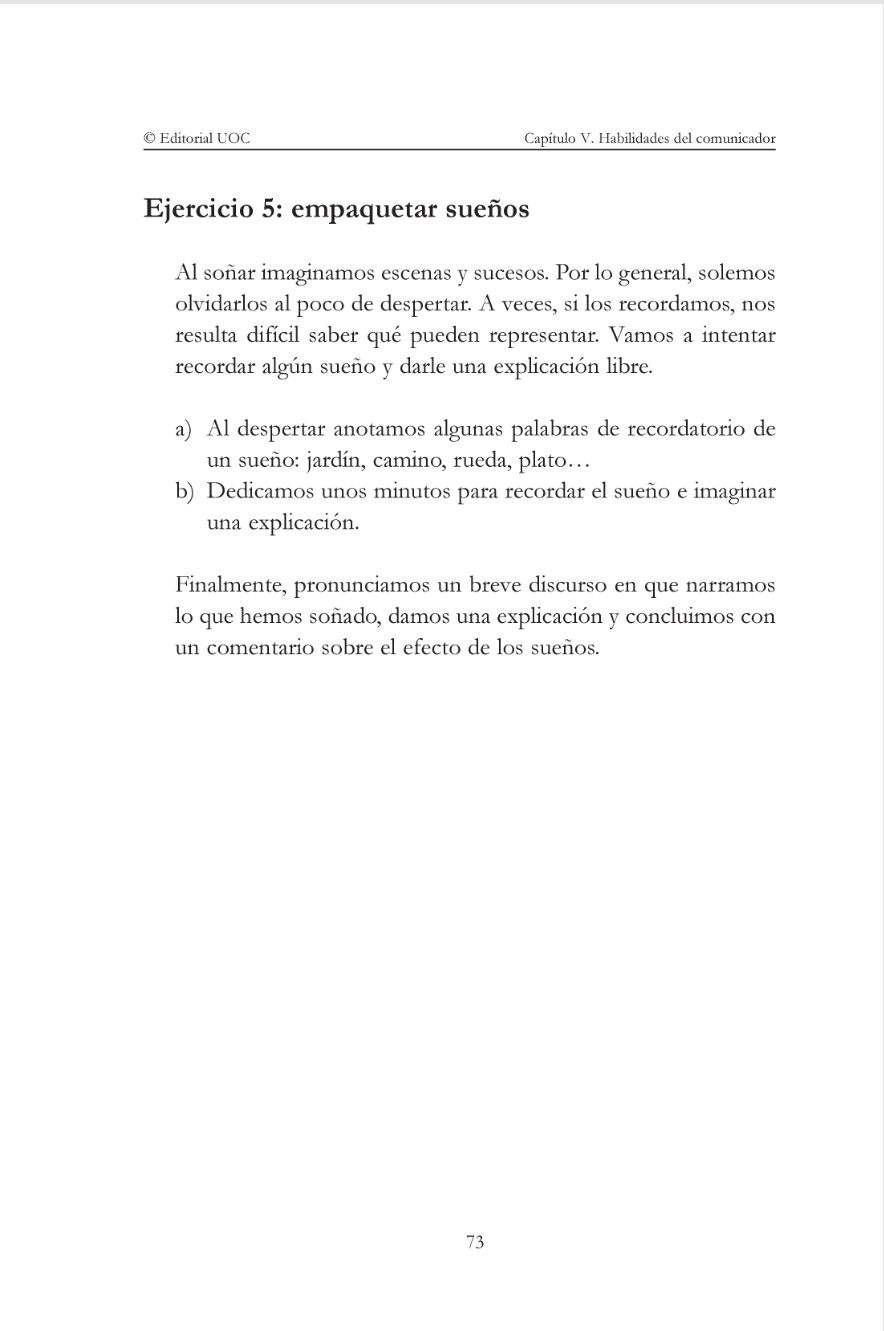 © Editorial UOC
Capítulo V. Habilidades del comunicador
Ejercicio 5: empaquetar sueños
Al soñar imaginamos escenas y sucesos. Por lo general, solemos
olvidarlos al poco de despertar. A veces, si los recordamos, nos
resulta difícil saber qué pueden representar. Vamos a intentar
recordar algún sueño y darle una explicación libre.
a) Al despertar anotamos algunas palabras de recordatorio de
un sueño: jardín, camino, rueda, plato…
b) Dedicamos unos minutos para recordar el sueño e imaginar
una explicación.
Finalmente, pronunciamos un breve discurso en que narramos
lo que hemos soñado, damos una explicación y concluimos con
un comentario sobre el efecto de los sueños.
73